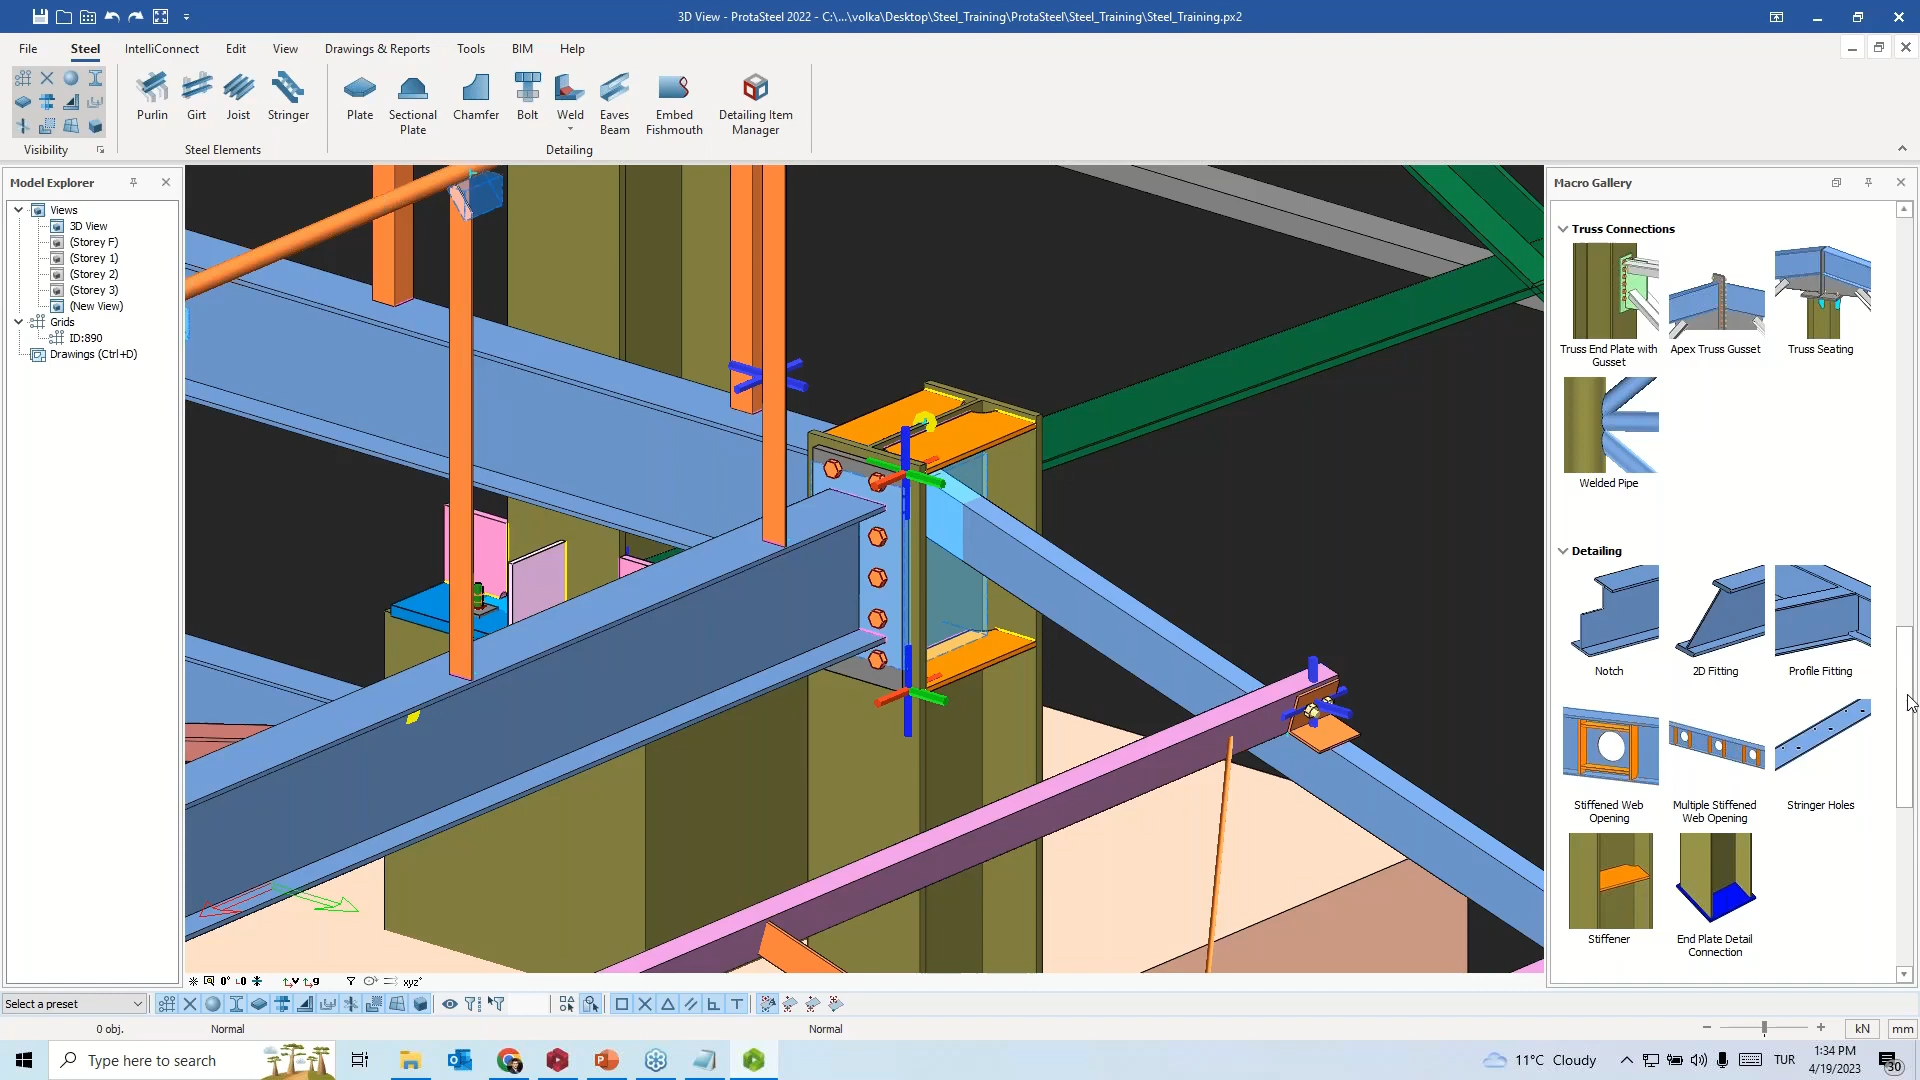 3D View - ProtaSteel 2022 - C:\...\volka\Desktop\Steel_Training\ProtaSteel\Steel_Training\Steel_Training.px2
File
Steel
IntelliConnect
Edit
View
Drawings & Reports
Tools
BIM
Help
Purlin
Girt
Joist
Stringer
Plate
Sectional
Plate
Chamfer
Bolt
Weld
Eaves
Beam
Embed
Fishmouth
Detailing Item
Manager
Visibility
Steel Elements
Detailing
Model Explorer
Views
3D View
(Storey F)
(Storey 1)
(Storey 2)
(Storey 3)
(New View)
Grids
ID:890
Drawings (Ctrl+D)
Macro Gallery
Truss Connections
Truss End Plate with
Gusset
Apex Truss Gusset
Truss Seating
Welded Pipe
Detailing
Notch
2D Fitting
Profile Fitting
Stiffened Web
Opening
Multiple Stiffened
Web Opening
Stringer Holes
Stiffener
End Plate Detail
Connection
xyz
Select a preset
0 obj.
Normal
Normal
kN
mm
Type here to search
11°C Cloudy
TUR
1:34 PM
4/19/2023
30